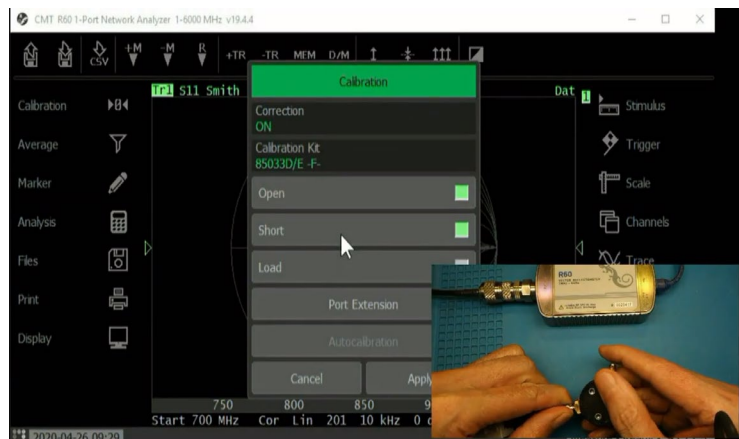 CMT R60 1-Port Network Analyzer 1-6000 MHz v19.4.4
CSV +M -M R +TR -TR MEM D/M
Tr1 S11 Smith
Dat 1
Calibration
Average
Marker
Analysis
Files
Print
Display
Calibration
Correction
ON
Calibration Kit
85033D/E -F-
Open
Short
Load
Port Extension
Autocalibration
Cancel
Apply
Stimulus
Trigger
Scale
Channels
Trace
R60
750 800 850 9
Start 700 MHz Cor Lin 201 10 kHz 0
2020-04-26 09:29